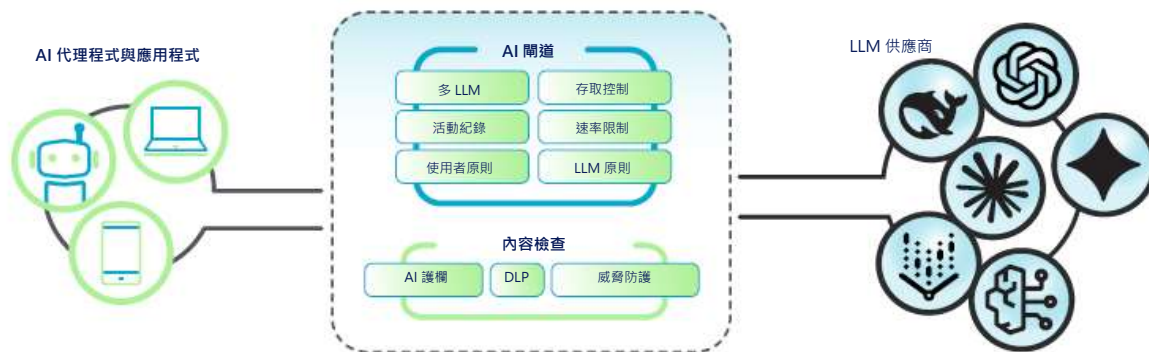 AI 代理程式與應用程式
AI 閘道
多 LLM
存取控制
活動紀錄
速率限制
使用者原則
LLM 原則
內容檢查
AI 護欄
DLP
威脅防護
LLM 供應商